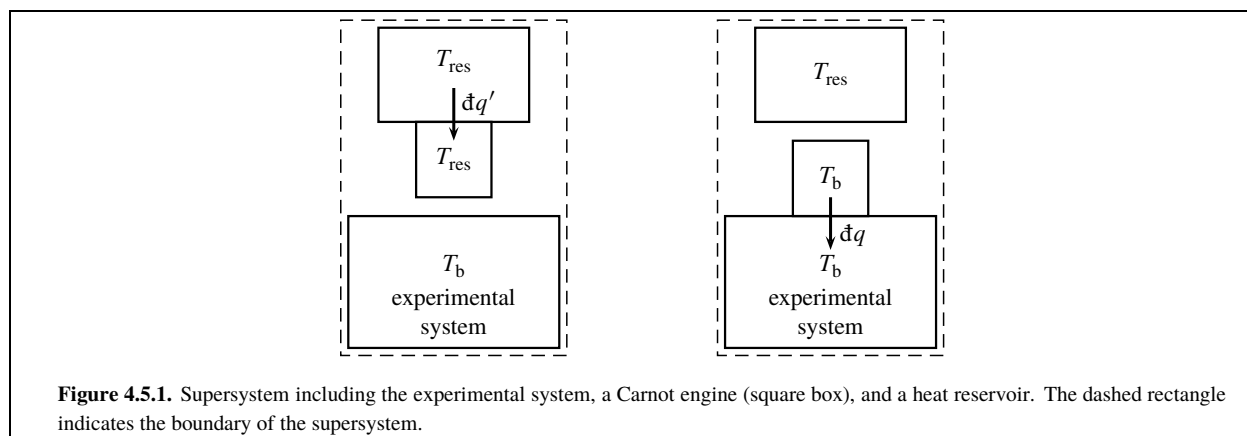 T_res
đq′
T_res
T_b
experimental
system
T_res
T_b
đq
T_b
experimental
system
Figure 4.5.1. Supersystem including the experimental system, a Carnot engine (square box), and a heat reservoir. The dashed rectangle
indicates the boundary of the supersystem.